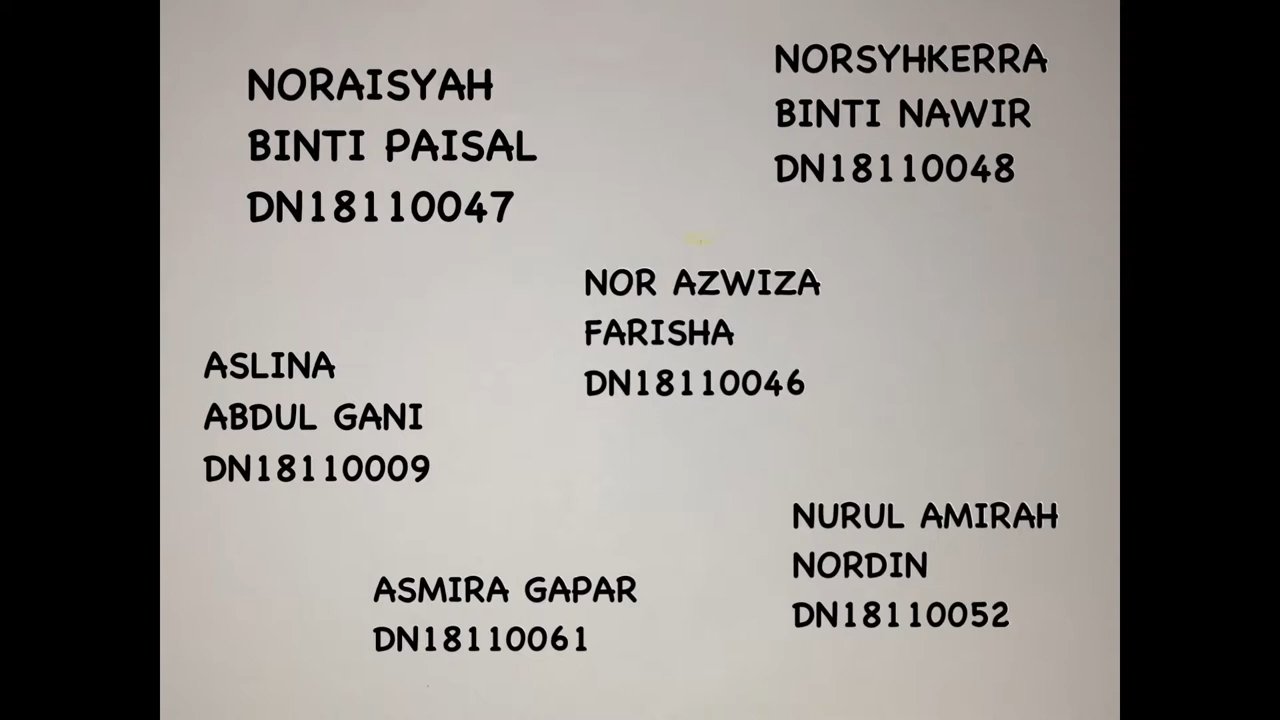 NORAISYAH
BINTI PAISAL
DN18110047
NORSYHKERRA
BINTI NAWIR
DN18110048
NOR AZWIZA
FARISHA
DN18110046
ASLINA
ABDUL GANI
DN18110009
NURUL AMIRAH
NORDIN
DN18110052
ASMIRA GAPAR
DN18110061